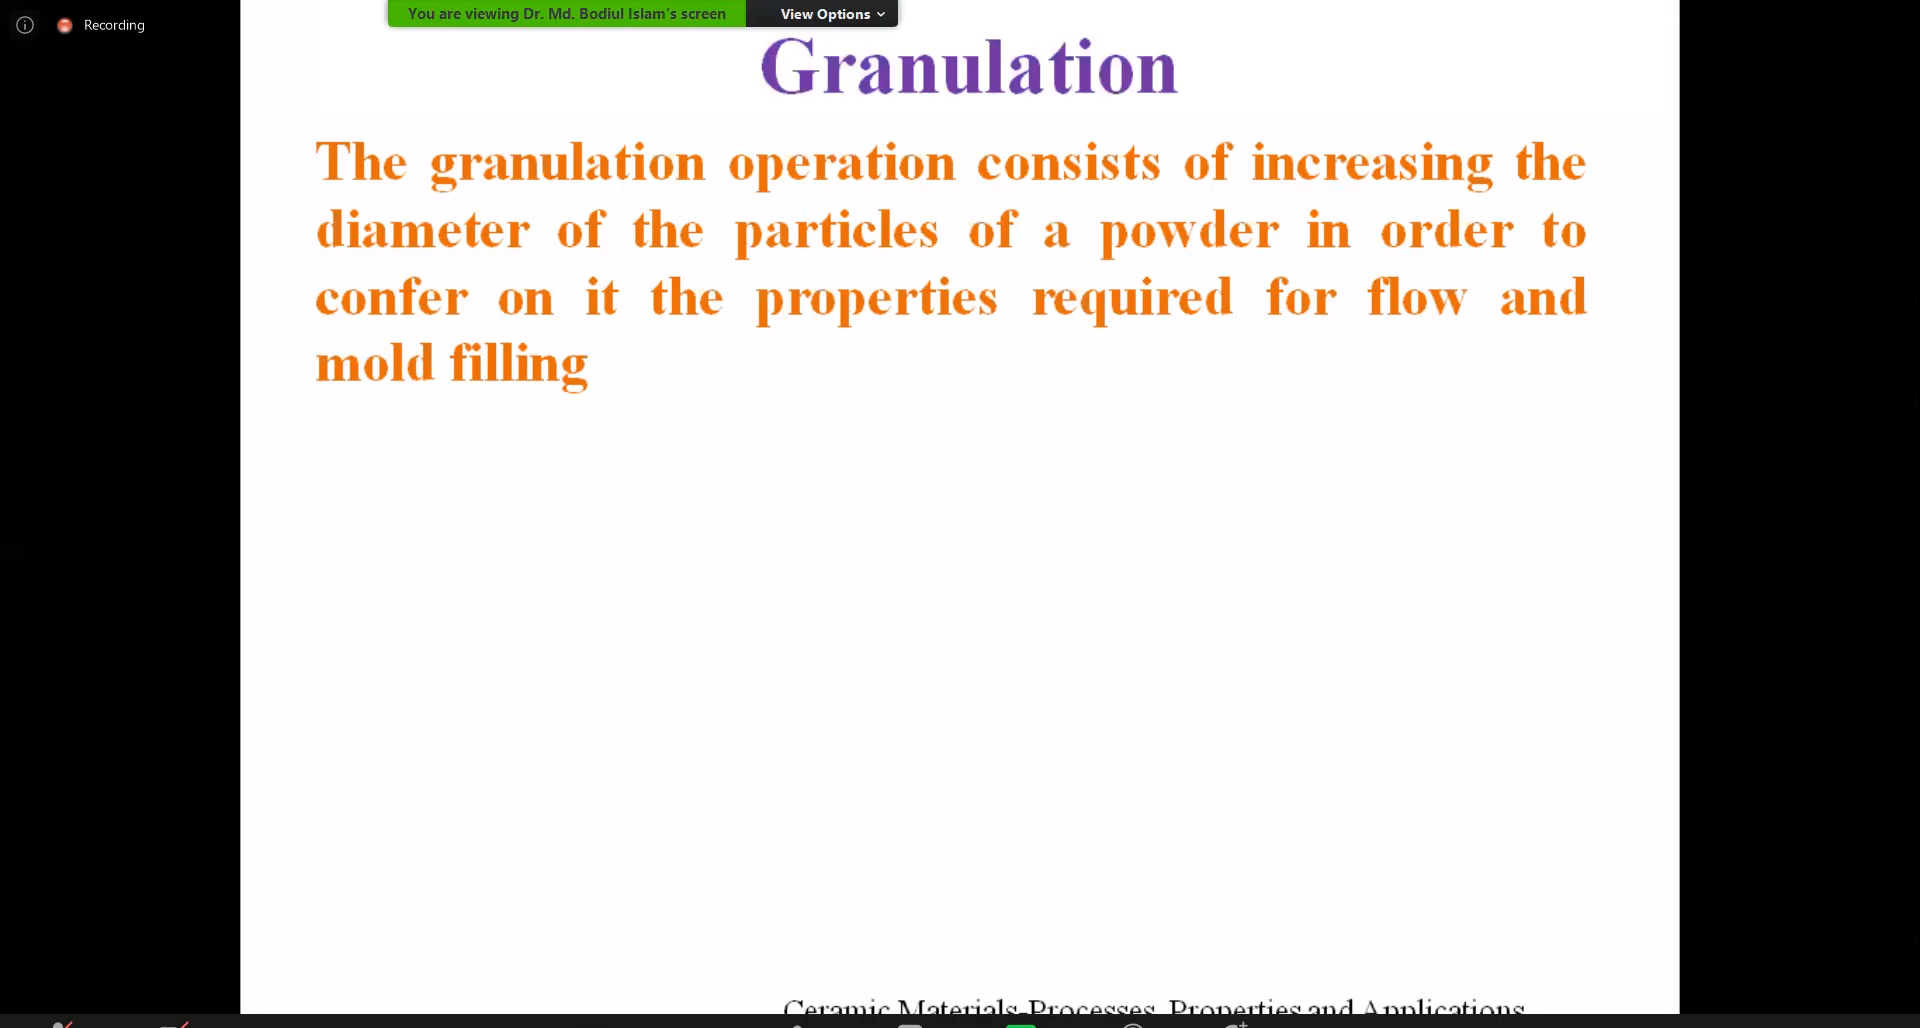 Recording
You are viewing Dr. Md. Bodiul Islam's screen
View Options
Granulation
The granulation operation consists of increasing the
diameter of the particles of a powder in order to
confer on it the properties required for flow and
mold filling
Ceramic Materials-Processes, Properties and Applications